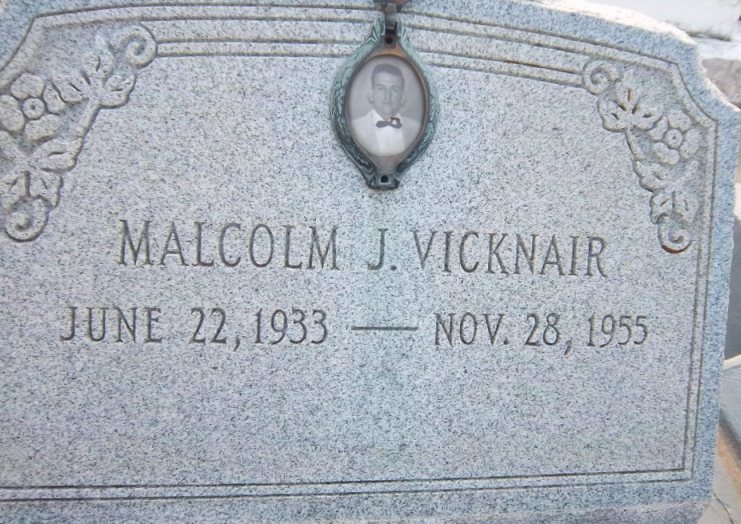 MALCOLM J. VICKNAIR
JUNE 22, 1933 — NOV. 28, 1955